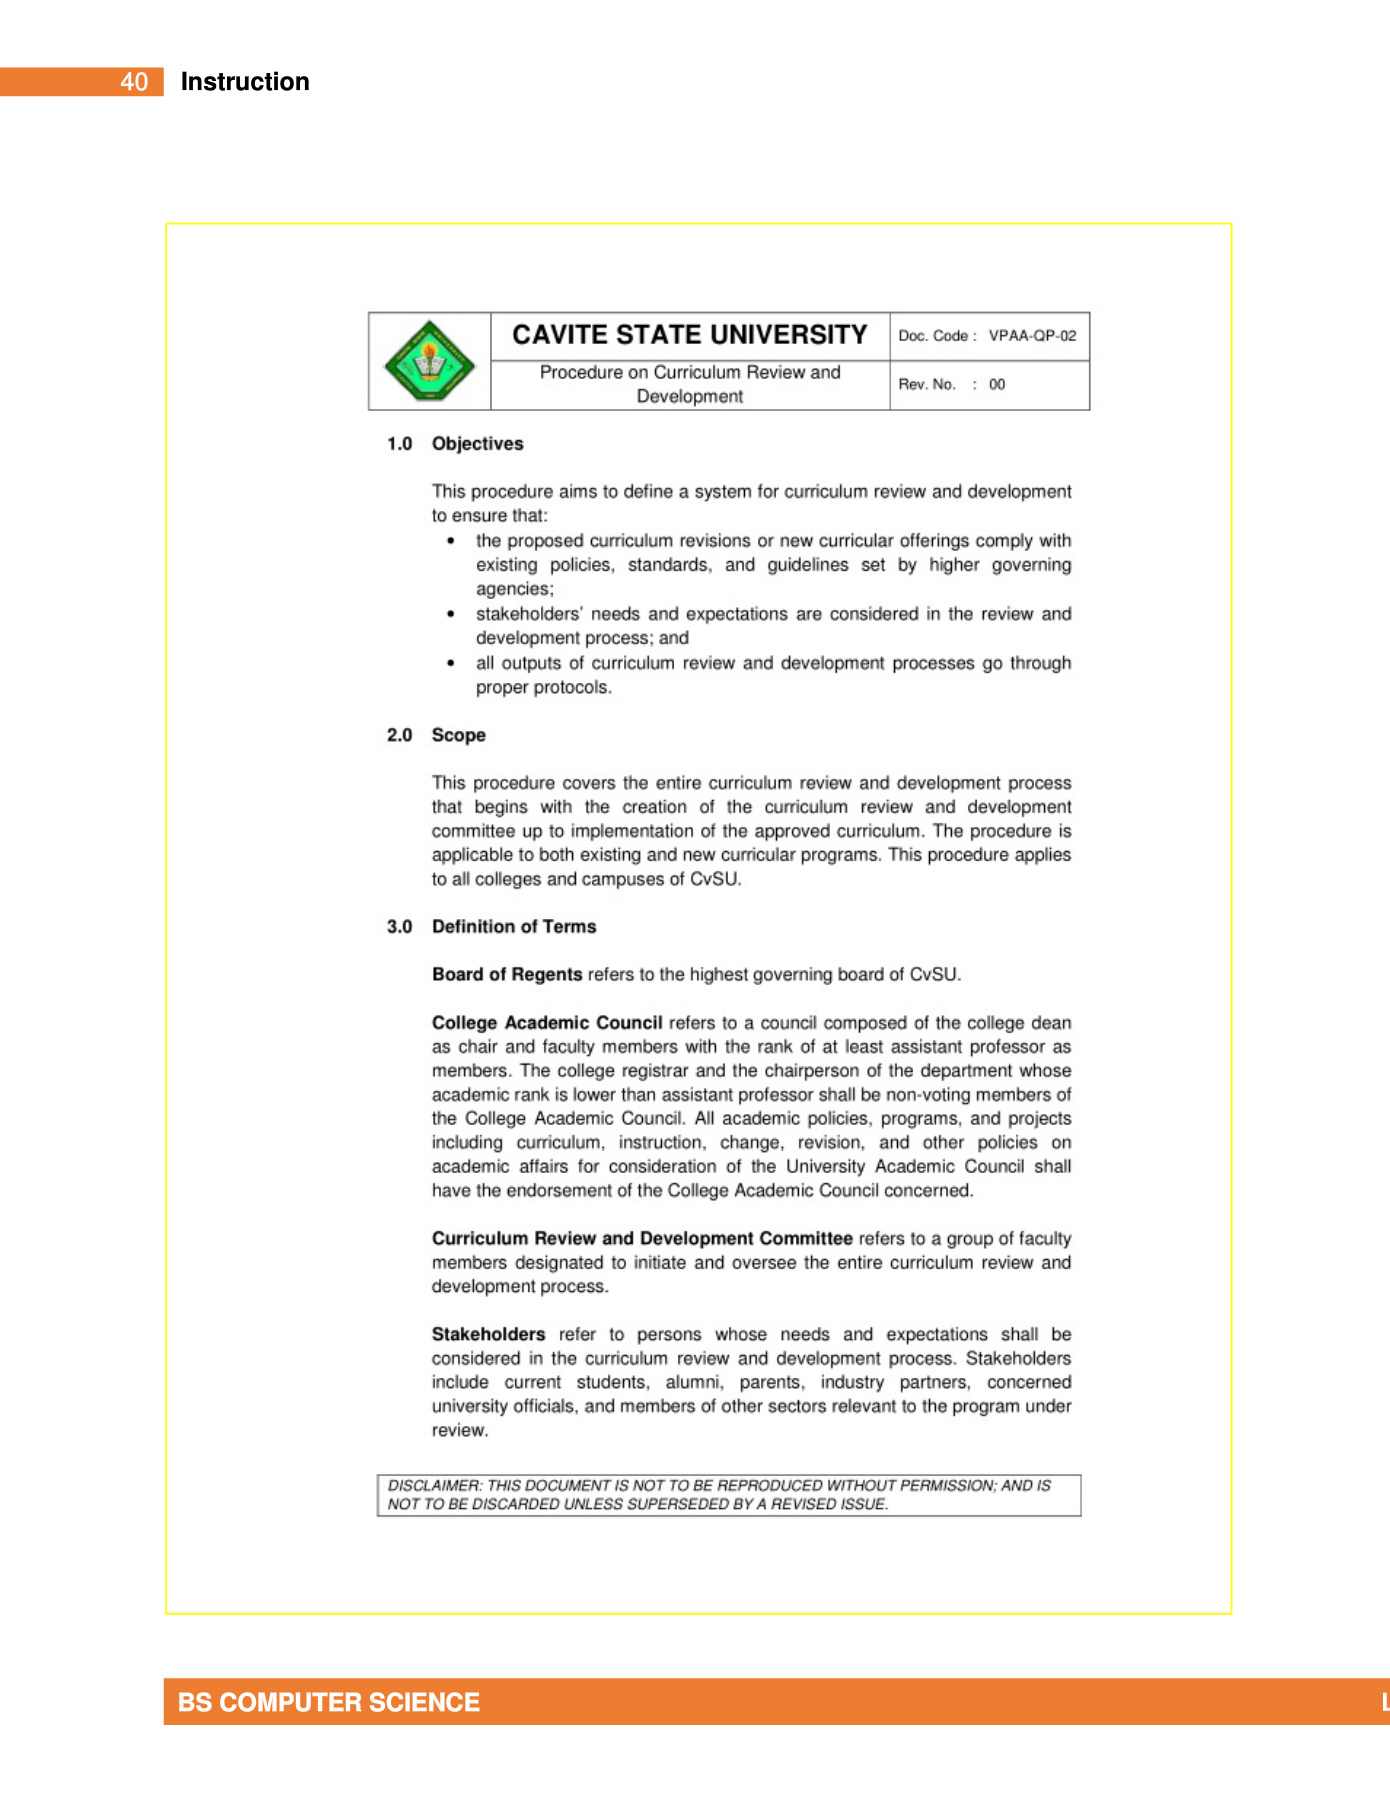 40 Instruction
CAVITE STATE UNIVERSITY
Doc. Code : VPAA-QP-02
Procedure on Curriculum Review and
Development
Rev. No. : 00
1.0 Objectives
This procedure aims to define a system for curriculum review and development
to ensure that:
• the proposed curriculum revisions or new curricular offerings comply with
existing policies, standards, and guidelines set by higher governing
agencies;
• stakeholders' needs and expectations are considered in the review and
development process; and
• all outputs of curriculum review and development processes go through
proper protocols.
2.0 Scope
This procedure covers the entire curriculum review and development process
that begins with the creation of the curriculum review and development
committee up to implementation of the approved curriculum. The procedure is
applicable to both existing and new curricular programs. This procedure applies
to all colleges and campuses of CvSU.
3.0 Definition of Terms
Board of Regents refers to the highest governing board of CvSU.
College Academic Council refers to a council composed of the college dean
as chair and faculty members with the rank of at least assistant professor as
members. The college registrar and the chairperson of the department whose
academic rank is lower than assistant professor shall be non-voting members of
the College Academic Council. All academic policies, programs, and projects
including curriculum, instruction, change, revision, and other policies on
academic affairs for consideration of the University Academic Council shall
have the endorsement of the College Academic Council concerned.
Curriculum Review and Development Committee refers to a group of faculty
members designated to initiate and oversee the entire curriculum review and
development process.
Stakeholders refer to persons whose needs and expectations shall be
considered in the curriculum review and development process. Stakeholders
include current students, alumni, parents, industry partners, concerned
university officials, and members of other sectors relevant to the program under
review.
DISCLAIMER: THIS DOCUMENT IS NOT TO BE REPRODUCED WITHOUT PERMISSION; AND IS
NOT TO BE DISCARDED UNLESS SUPERSEDED BY A REVISED ISSUE.
BS COMPUTER SCIENCE